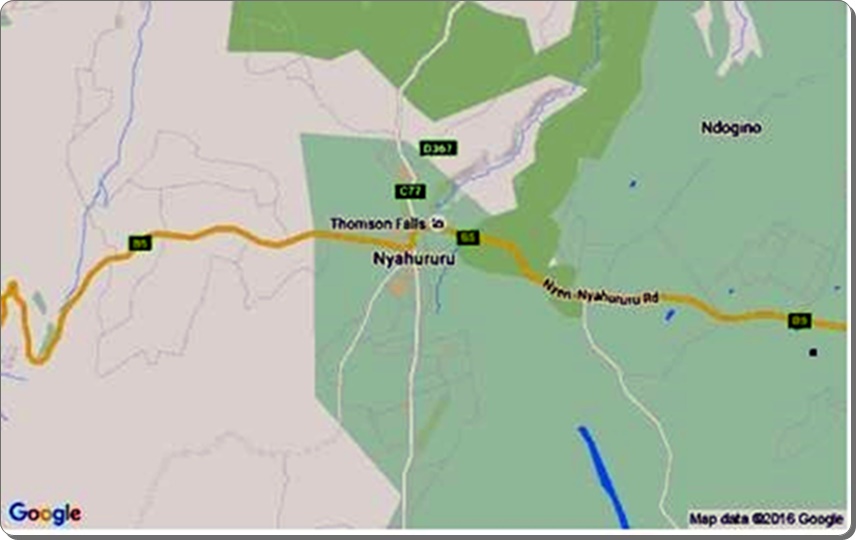 Ndogino
D367
C77
Thomson Falls
B5
B5
Nyahururu
Nyeri-Nyahururu Rd
B5
Google
Map data ©2016 Google